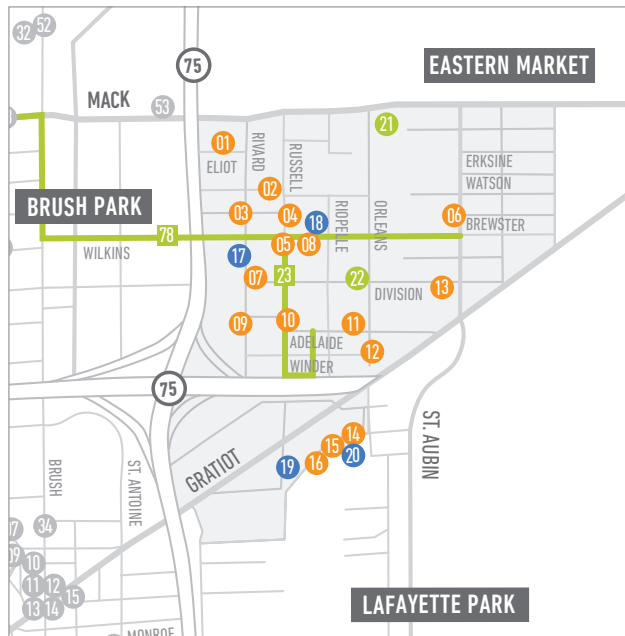 52
32
75
EASTERN MARKET
MACK
53
21
01
RIVARD
RUSSELL
ELIOT
ERKSINE
02
WATSON
BRUSH PARK
03
04
18
RIOPELLE
ORLEANS
06
BREWSTER
78
WILKINS
05
08
17
07
23
22
DIVISION
13
09
10
11
ADELAIDE
12
WINDER
75
ST. AUBIN
GRATIOT
14
15
20
19
16
BRUSH
ST. ANTOINE
34
10
11
12
15
13
14
LAFAYETTE PARK
MONROE